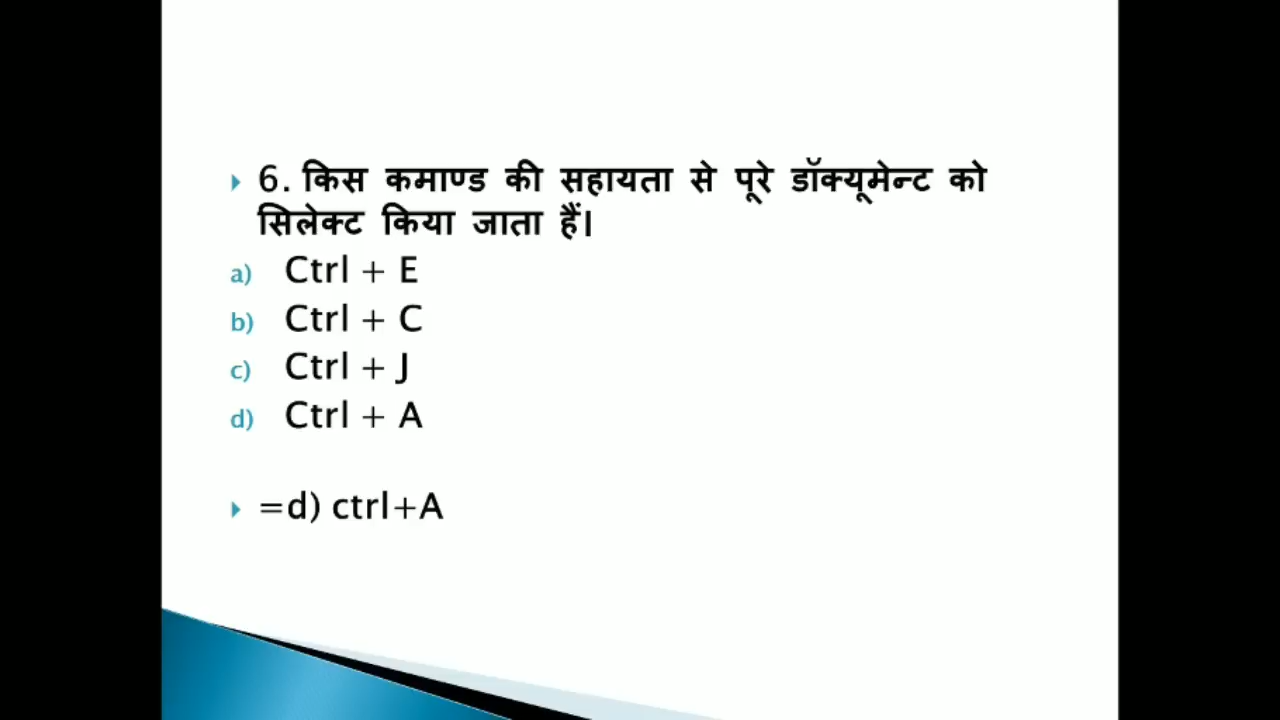 6. किस कमाण्ड की सहायता से पूरे डॉक्यूमेन्ट को
सिलेक्ट किया जाता हैं।
a) Ctrl + E
b) Ctrl + C
c) Ctrl + J
d) Ctrl + A
=d) ctrl+A